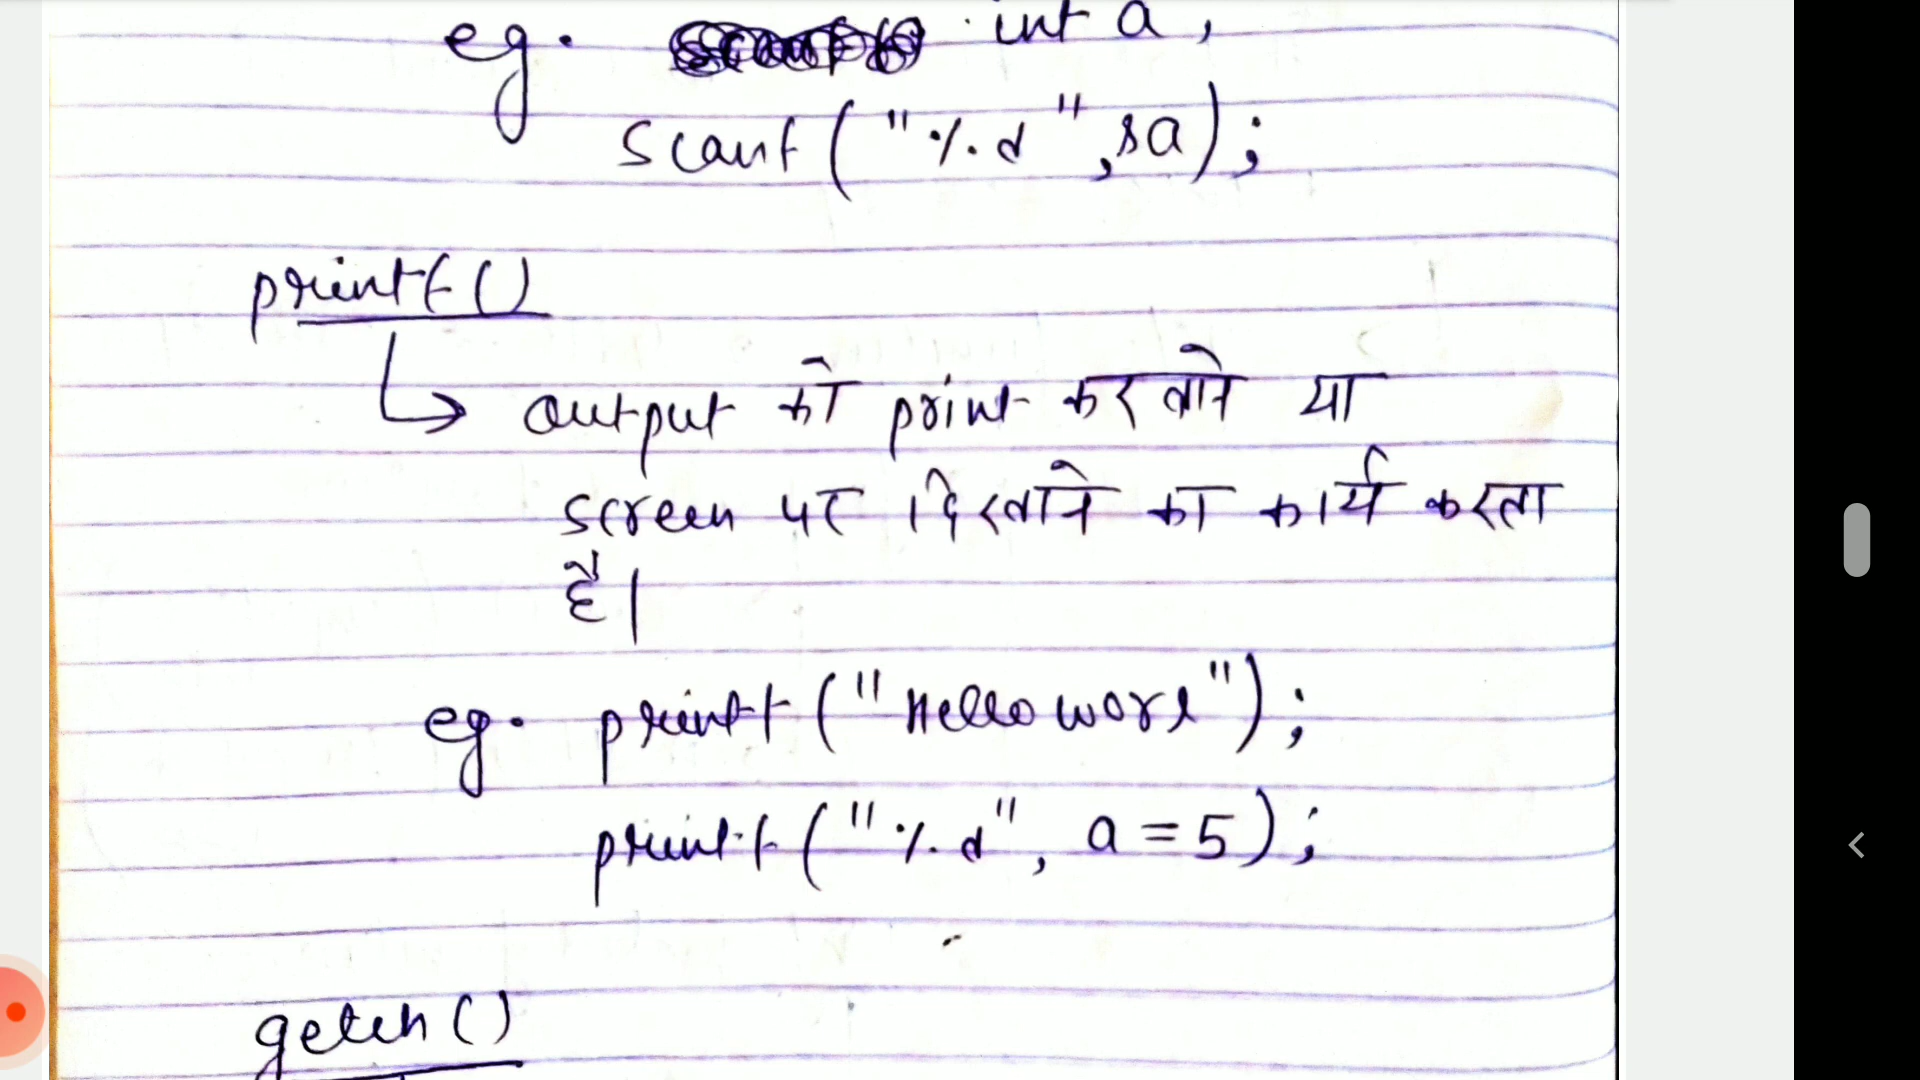 eg. int a,
scanf ("%d", &a);
printf ()
↳ output को print करवाने या
screen पर दिखाने का कार्य करता
है|
eg. printf ("Hello worl");
printf ("%d", a = 5);
getch ()